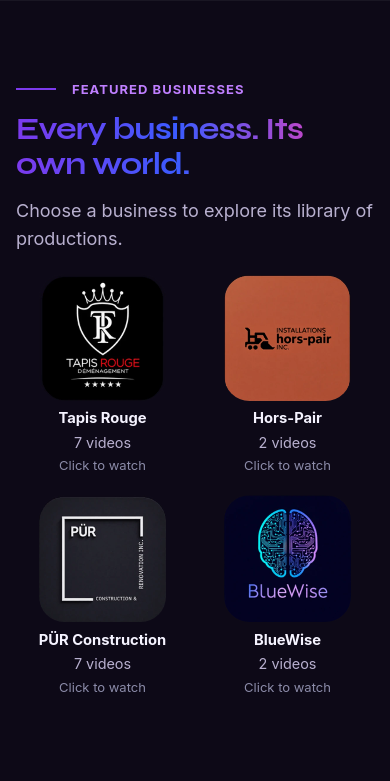 FEATURED BUSINESSES
Every business. Its
own world.
Choose a business to explore its library of
productions.
TR
TAPIS ROUGE
DÉMÉNAGEMENT
Tapis Rouge
7 videos
Click to watch
INSTALLATIONS
hors-pair
INC.
Hors-Pair
2 videos
Click to watch
PÜR
RENOVATION INC.
CONSTRUCTION &
PÜR Construction
7 videos
Click to watch
BlueWise
BlueWise
2 videos
Click to watch